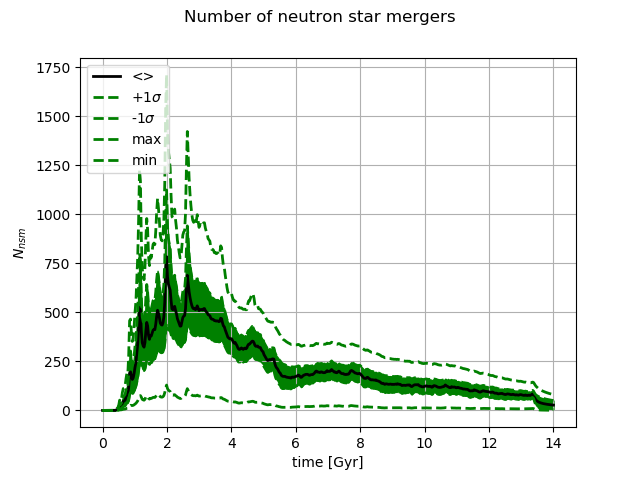 Number of neutron star mergers
<>
+1σ
-1σ
max
min
1750
1500
1250
1000
750
500
250
0
N_nsm
0 2 4 6 8 10 12 14
time [Gyr]